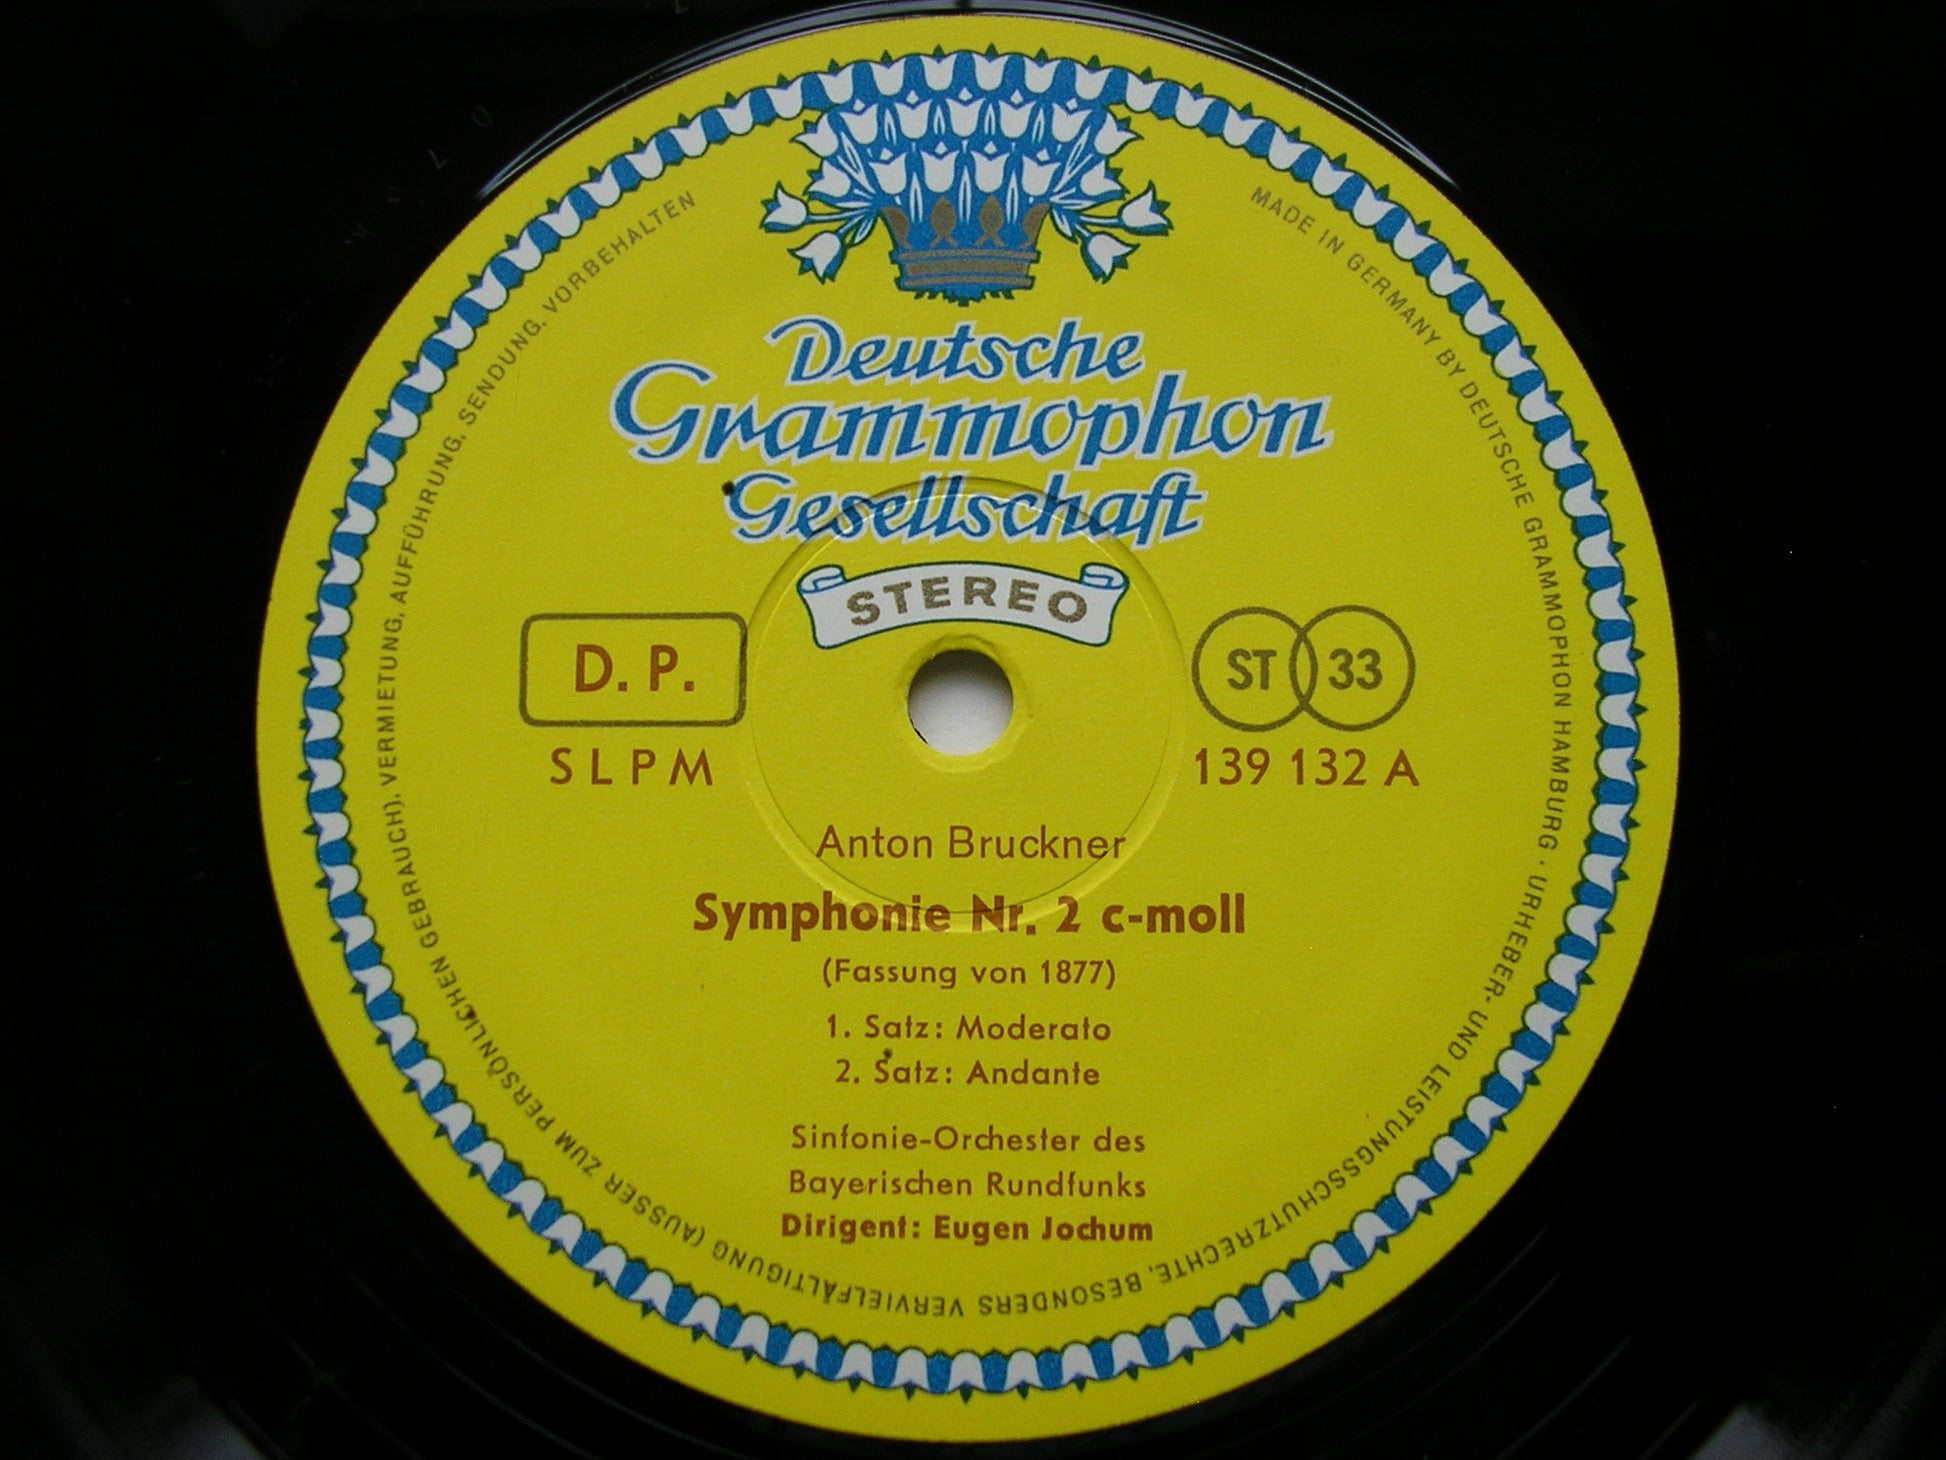 Deutsche
Grammophon
Gesellschaft
STEREO
D. P.
ST 33
SLPM
139 132 A
Anton Bruckner
Symphonie Nr. 2 c-moll
(Fassung von 1877)
1. Satz: Moderato
2. Satz: Andante
Sinfonie-Orchester des
Bayerischen Rundfunks
Dirigent: Eugen Jochum
MADE IN GERMANY BY DEUTSCHE GRAMMOPHON HAMBURG · URHEBER- UND LEISTUNGSSCHUTZRECHTE, BESONDERS VERVIELFÄLTIGUNG (AUSSER ZUM PERSÖNLICHEN GEBRAUCH), VERMIETUNG, AUFFÜHRUNG, SENDUNG, VORBEHALTEN